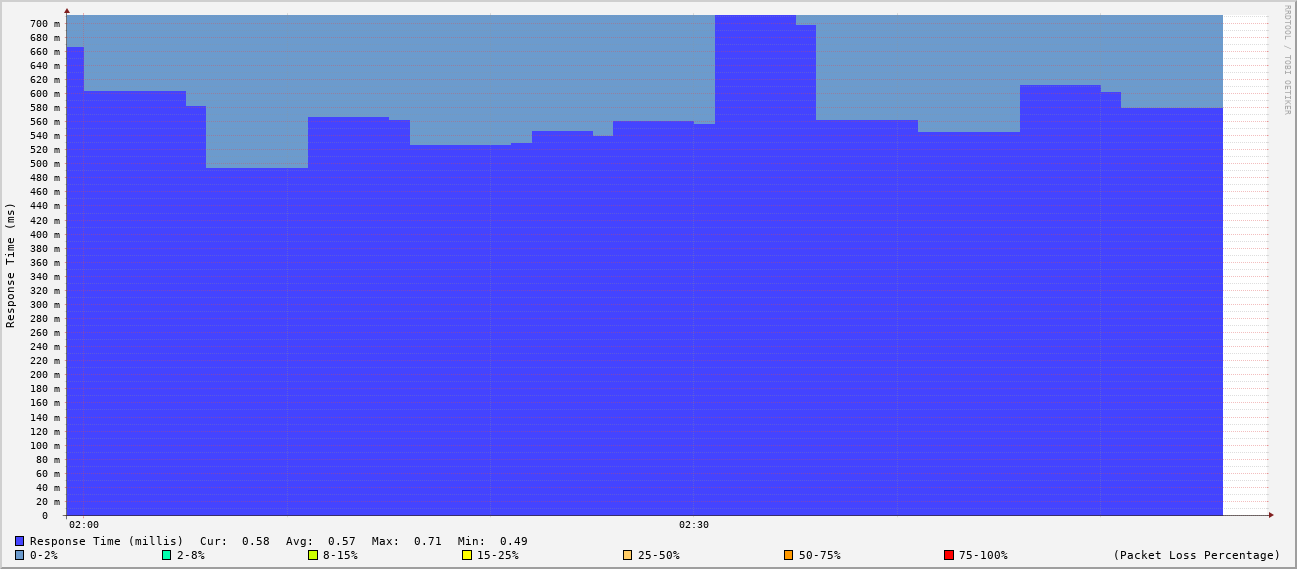 RRDTOOL / TOBI OETIKER
Response Time (ms)
700 m
680 m
660 m
640 m
620 m
600 m
580 m
560 m
540 m
520 m
500 m
480 m
460 m
440 m
420 m
400 m
380 m
360 m
340 m
320 m
300 m
280 m
260 m
240 m
220 m
200 m
180 m
160 m
140 m
120 m
100 m
80 m
60 m
40 m
20 m
0
02:00 02:30
Response Time (millis) Cur: 0.58 Avg: 0.57 Max: 0.71 Min: 0.49
0-2% 2-8% 8-15% 15-25% 25-50% 50-75% 75-100% (Packet Loss Percentage)